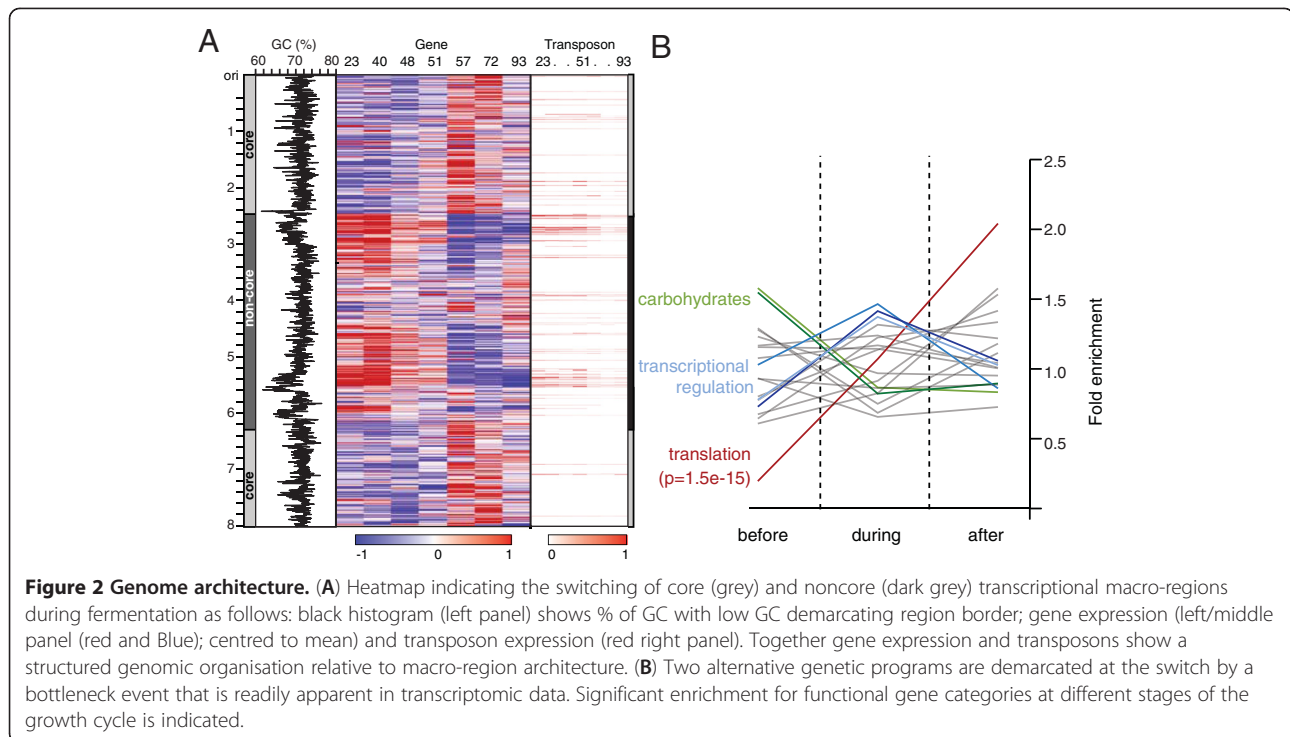 A
B
GC (%)
Gene
Transposon
60 70 80 23 40 48 51 57 72 93 23 . . 51 . . 93
ori
1
2
3
4
5
6
7
8
core
non-core
core
-1 0 1
0 1
carbohydrates
transcriptional
regulation
translation
(p=1.5e-15)
2.5
2.0
1.5
1.0
0.5
Fold enrichment
before during after
Figure 2 Genome architecture. (A) Heatmap indicating the switching of core (grey) and noncore (dark grey) transcriptional macro-regions
during fermentation as follows: black histogram (left panel) shows % of GC with low GC demarcating region border; gene expression (left/middle
panel (red and Blue); centred to mean) and transposon expression (red right panel). Together gene expression and transposons show a
structured genomic organisation relative to macro-region architecture. (B) Two alternative genetic programs are demarcated at the switch by a
bottleneck event that is readily apparent in transcriptomic data. Significant enrichment for functional gene categories at different stages of the
growth cycle is indicated.